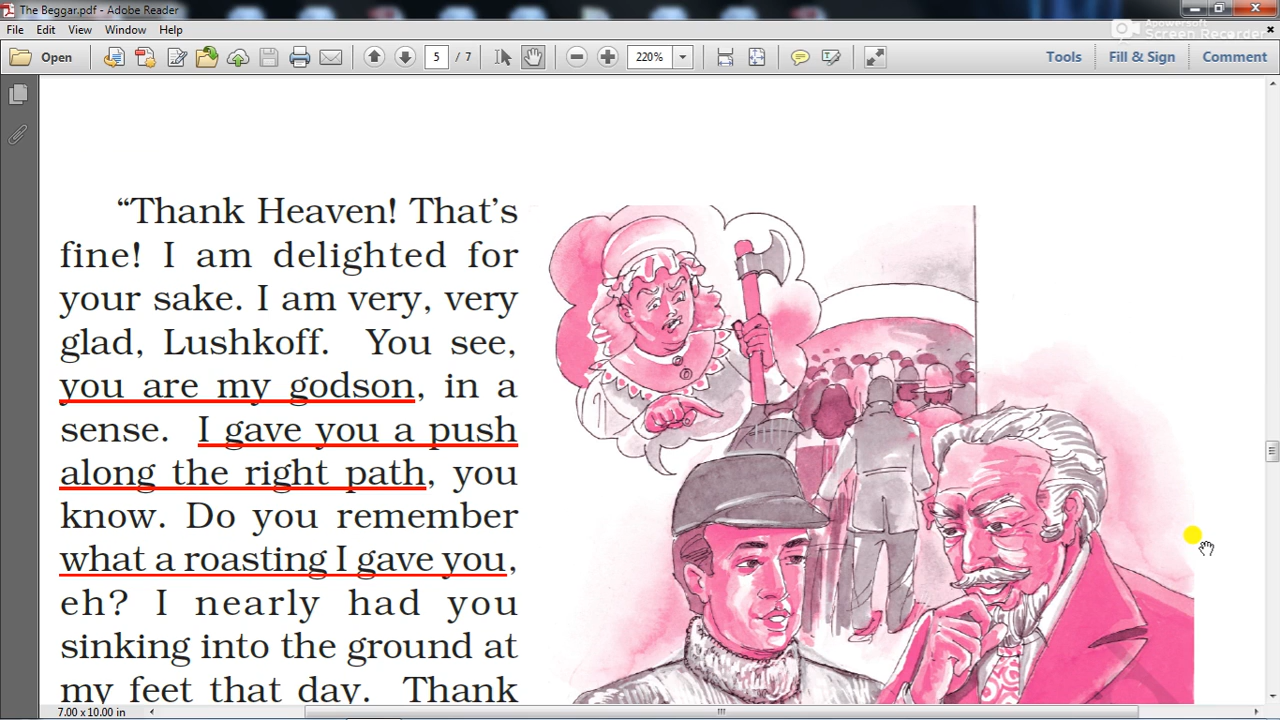 The Beggar.pdf - Adobe Reader
File Edit View Window Help
Apowersoft
Screen Recorder
Open 5 / 7 220% Tools Fill & Sign Comment
“Thank Heaven! That’s
fine! I am delighted for
your sake. I am very, very
glad, Lushkoff. You see,
you are my godson, in a
sense. I gave you a push
along the right path, you
know. Do you remember
what a roasting I gave you,
eh? I nearly had you
sinking into the ground at
my feet that day. Thank
7.00 x 10.00 in